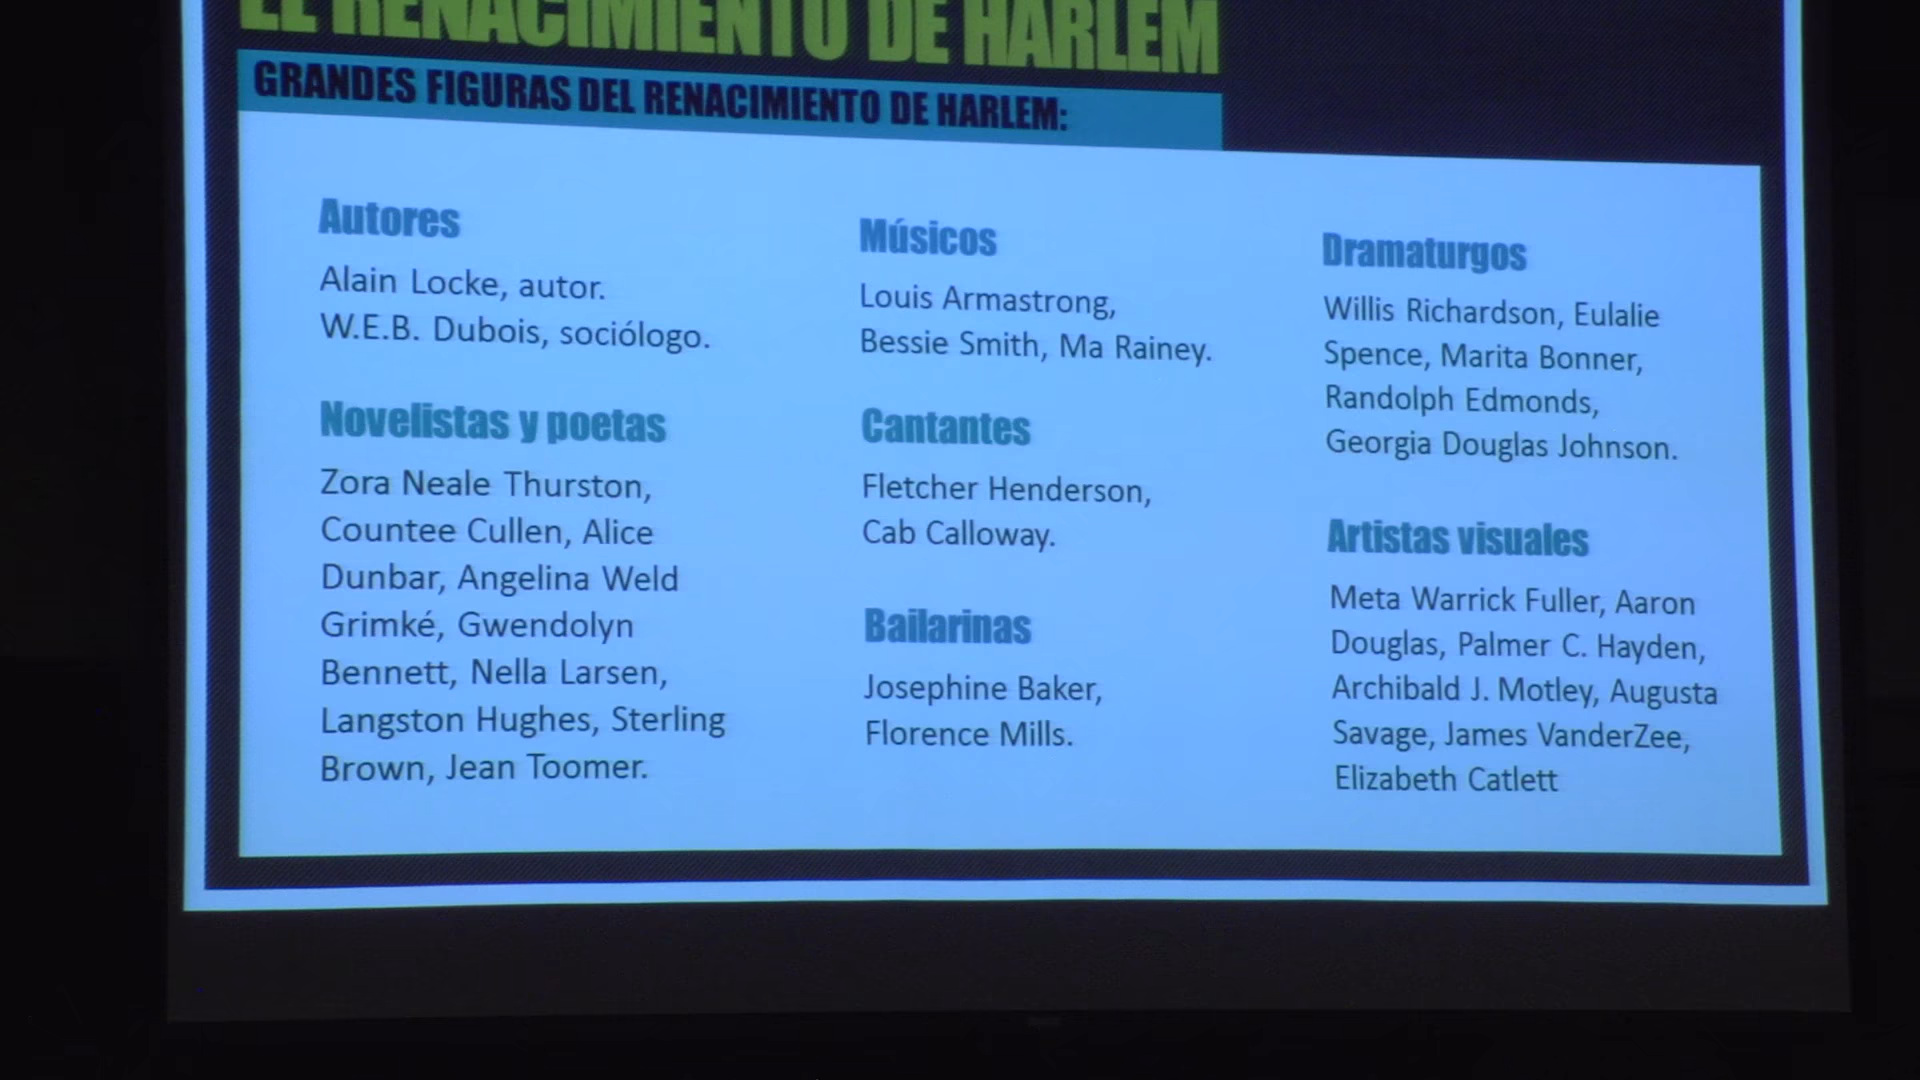 EL RENACIMIENTO DE HARLEM
GRANDES FIGURAS DEL RENACIMIENTO DE HARLEM:
Autores
Alain Locke, autor.
W.E.B. Dubois, sociólogo.
Novelistas y poetas
Zora Neale Thurston,
Countee Cullen, Alice
Dunbar, Angelina Weld
Grimké, Gwendolyn
Bennett, Nella Larsen,
Langston Hughes, Sterling
Brown, Jean Toomer.
Músicos
Louis Armastrong,
Bessie Smith, Ma Rainey.
Cantantes
Fletcher Henderson,
Cab Calloway.
Bailarinas
Josephine Baker,
Florence Mills.
Dramaturgos
Willis Richardson, Eulalie
Spence, Marita Bonner,
Randolph Edmonds,
Georgia Douglas Johnson.
Artistas visuales
Meta Warrick Fuller, Aaron
Douglas, Palmer C. Hayden,
Archibald J. Motley, Augusta
Savage, James VanderZee,
Elizabeth Catlett